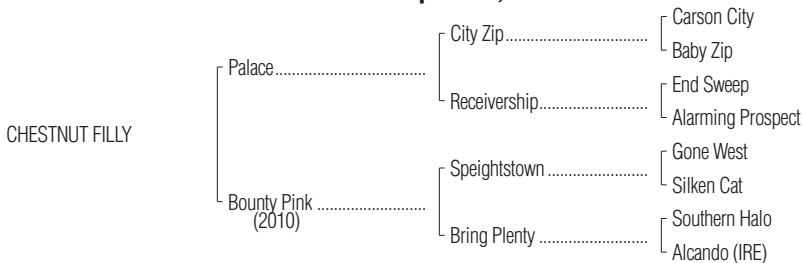 Carson City
City Zip
Baby Zip
Palace
End Sweep
Receivership
Alarming Prospect
CHESTNUT FILLY
Gone West
Speightstown
Silken Cat
Bounty Pink
(2010)
Southern Halo
Bring Plenty
Alcando (IRE)